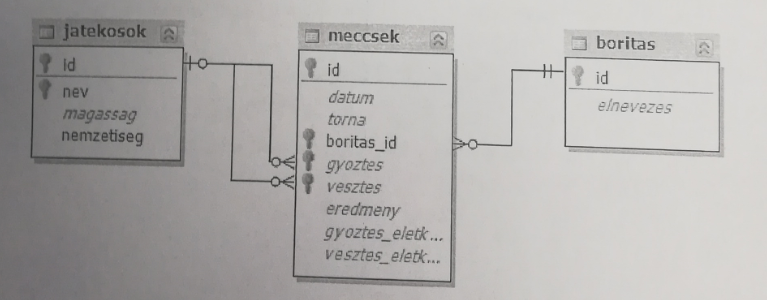 jatekosok
id
nev
magassag
nemzetiseg
meccsek
id
datum
torna
boritas_id
gyoztes
vesztes
eredmeny
gyoztes_eletk...
vesztes_eletk...
boritas
id
elnevezes